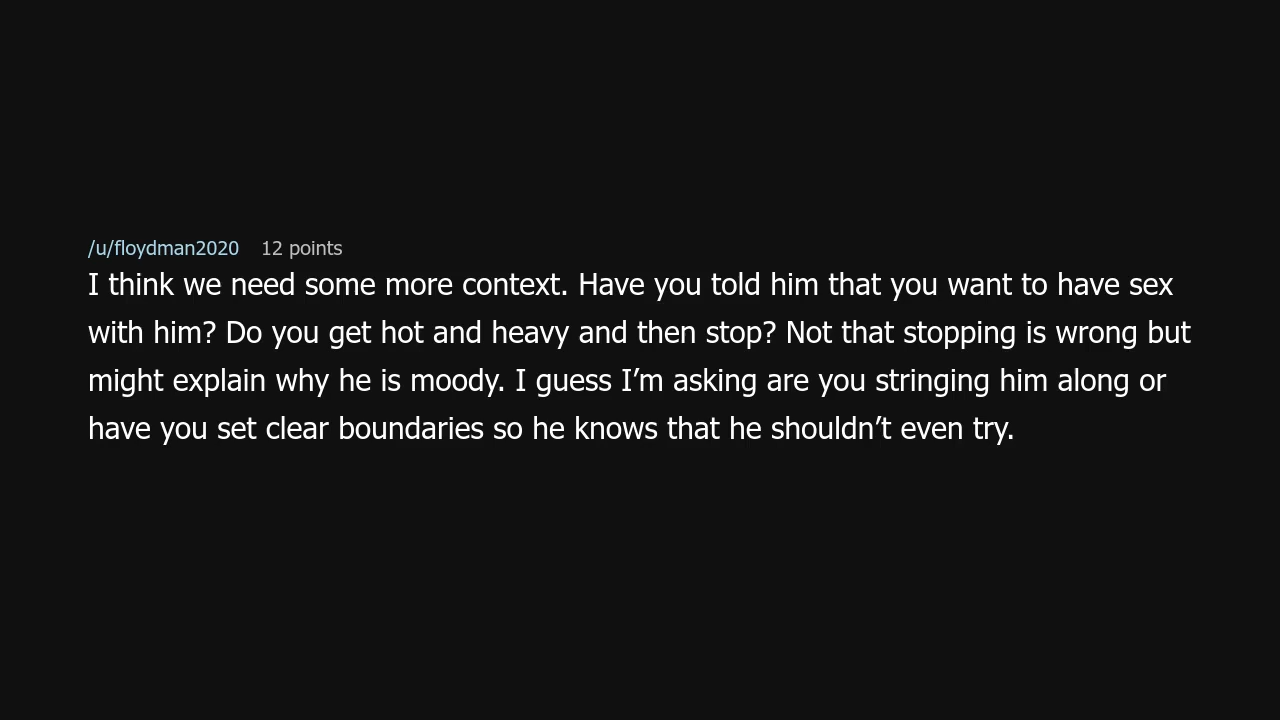 /u/floydman2020 12 points
I think we need some more context. Have you told him that you want to have sex
with him? Do you get hot and heavy and then stop? Not that stopping is wrong but
might explain why he is moody. I guess I’m asking are you stringing him along or
have you set clear boundaries so he knows that he shouldn’t even try.